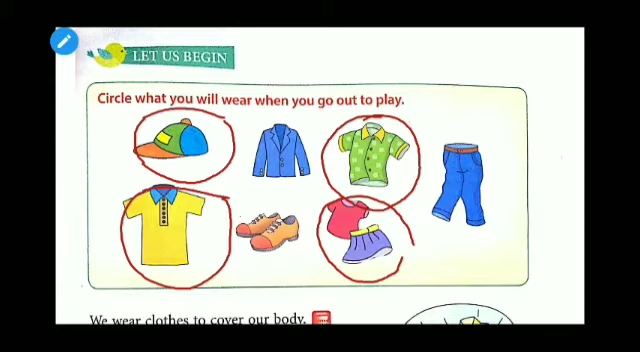 LET US BEGIN
Circle what you will wear when you go out to play.
We wear clothes to cover our body.